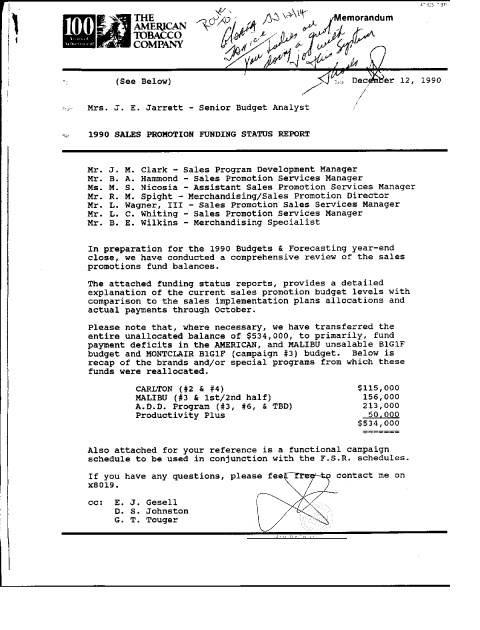 100
THE
AMERICAN
TOBACCO
COMPANY
Memorandum
You ladies are
doing a great
job with
this system
Thanks
(See Below)
December 12, 1990
Mrs. J. E. Jarrett - Senior Budget Analyst
1990 SALES PROMOTION FUNDING STATUS REPORT
Mr. J. M. Clark - Sales Program Development Manager
Mr. B. A. Hammond - Sales Promotion Services Manager
Ms. M. S. Nicosia - Assistant Sales Promotion Services Manager
Mr. R. M. Spight - Merchandising/Sales Promotion Director
Mr. L. Wagner, III - Sales Promotion Sales Services Manager
Mr. L. C. Whiting - Sales Promotion Services Manager
Mr. B. E. Wilkins - Merchandising Specialist
In preparation for the 1990 Budgets & Forecasting year-end
close, we have conducted a comprehensive review of the sales
promotions fund balances.
The attached funding status reports, provides a detailed
explanation of the current sales promotion budget levels with
comparison to the sales implementation plans allocations and
actual payments through October.
Please note that, where necessary, we have transferred the
entire unallocated balance of $534,000, to primarily, fund
payment deficits in the AMERICAN, and MALIBU unsalable B1G1F
budget and MONTCLAIR B1G1F (campaign #3) budget. Below is
recap of the brands and/or special programs from which these
funds were reallocated.
CARLTON (#2 & #4) $115,000
MALIBU (#3 & 1st/2nd half) 156,000
A.D.D. Program (#3, #6, & TBD) 213,000
Productivity Plus 50,000
$534,000
=======
Also attached for your reference is a functional campaign
schedule to be used in conjunction with the F.S.R. schedules.
If you have any questions, please feel free to contact me on
x8019.
cc: E. J. Gesell
D. S. Johnston
G. T. Touger